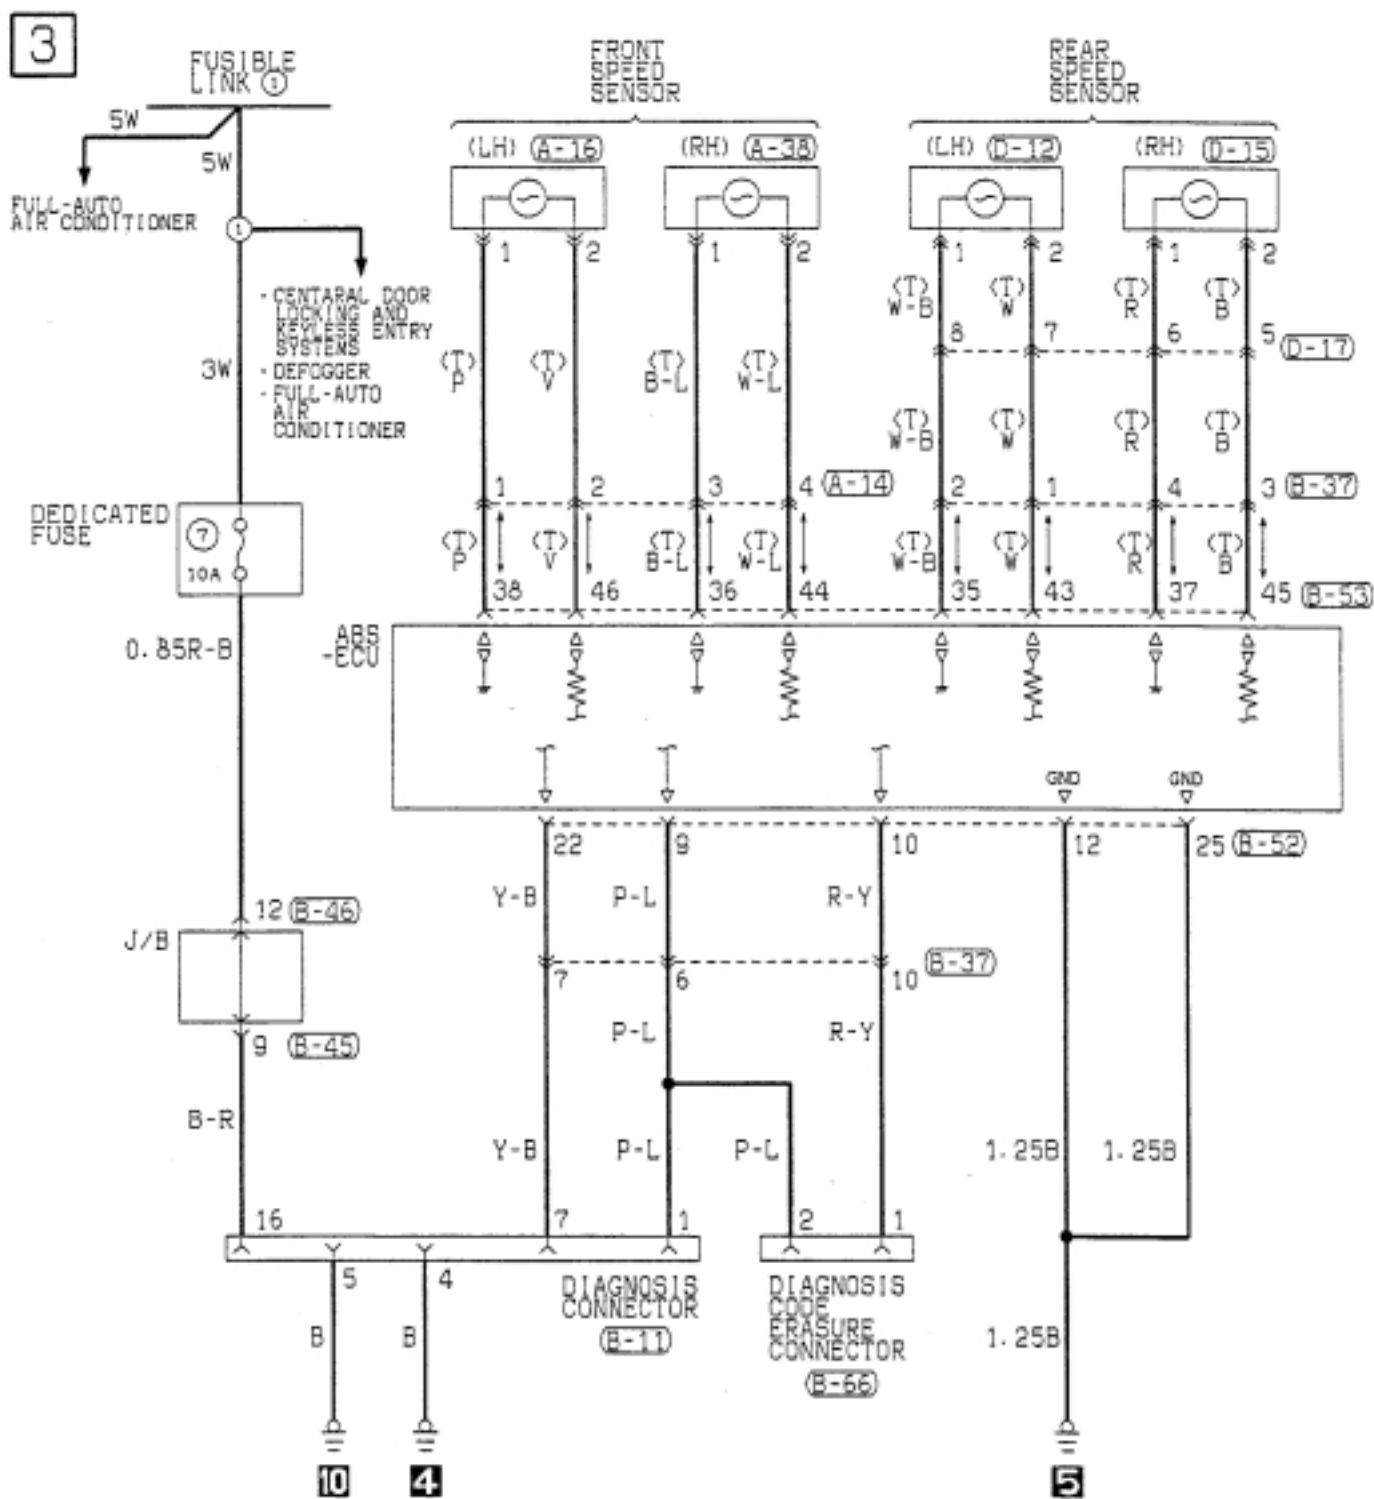 3
FUSIBLE
LINK ①
5W
5W
FULL-AUTO
AIR CONDITIONER
1
·CENTARAL DOOR
LOCKING AND
KEYLESS ENTRY
SYSTEMS
·DEFOGGER
·FULL-AUTO
AIR
CONDITIONER
3W
DEDICATED
FUSE
7
10A
0.85R-B
12 B-46
J/B
9 B-45
B-R
FRONT
SPEED
SENSOR
(LH) A-16 (RH) A-38
1 2 1 2
(T) (T) (T) (T)
P V B-L W-L
1 2 3 4 A-14
(T) (T) (T) (T)
P V B-L W-L
38 46 36 44
REAR
SPEED
SENSOR
(LH) D-12 (RH) D-15
1 2 1 2
(T) (T) (T) (T)
W-B W R B
8 7 6 5 D-17
(T) (T) (T) (T)
W-B W R B
2 1 4 3 B-37
(T) (T) (T) (T)
W-B W R B
35 43 37 45 B-53
ABS
-ECU
GND GND
22 9 10 12 25 B-52
Y-B P-L R-Y
7 6 10 B-37
P-L R-Y
Y-B P-L P-L 1.25B 1.25B
16 7 1 2 1
5 4
DIAGNOSIS
CONNECTOR
B-11
DIAGNOSIS
CODE
ERASURE
CONNECTOR
B-66
B B 1.25B
10 4 5